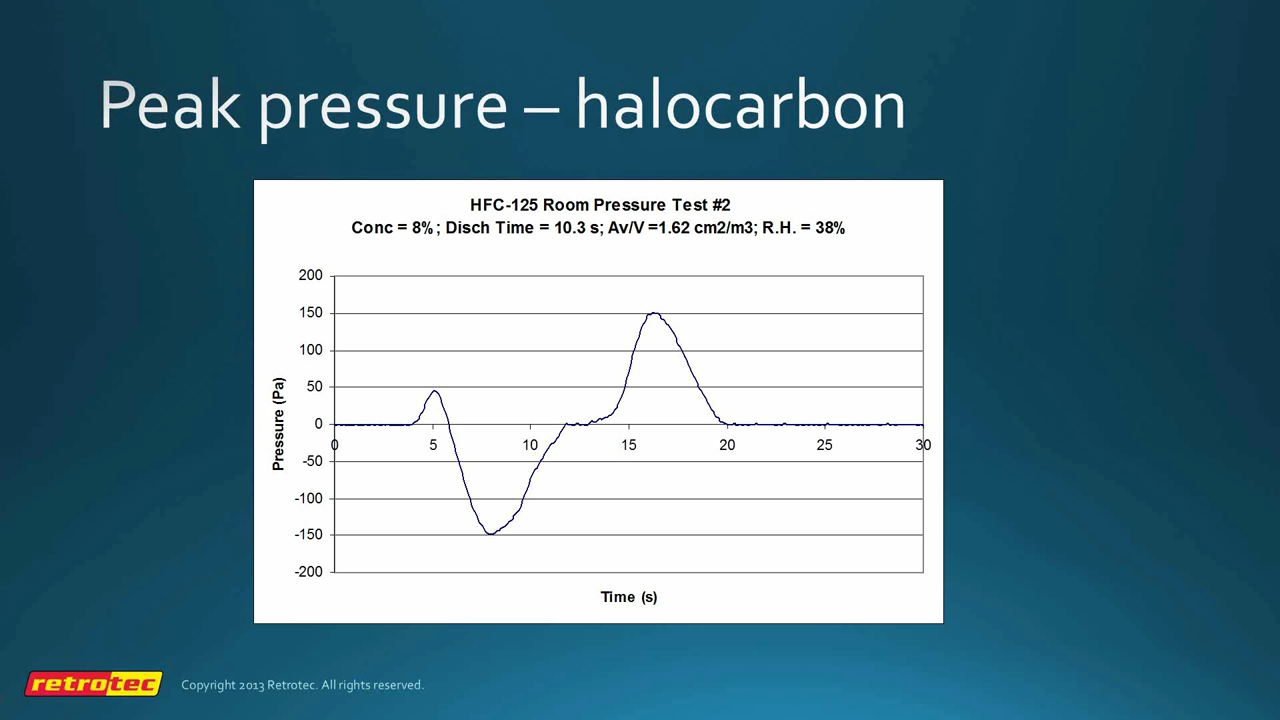 Peak pressure – halocarbon
HFC-125 Room Pressure Test #2
Conc = 8%; Disch Time = 10.3 s; Av/V =1.62 cm2/m3; R.H. = 38%
200
150
100
50
0
-50
-100
-150
-200
Pressure (Pa)
0 5 10 15 20 25 30
Time (s)
retrotec
Copyright 2013 Retrotec. All rights reserved.